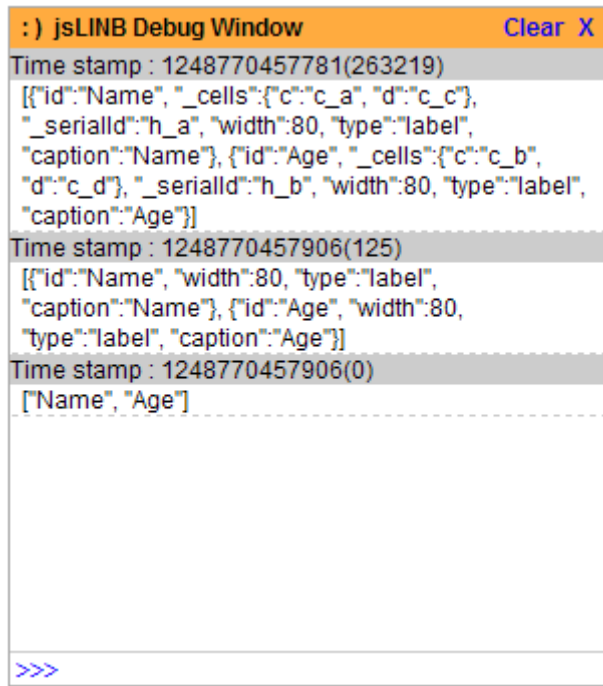 :) jsLINB Debug Window Clear X
Time stamp : 1248770457781(263219)
[{"id":"Name", "_cells":{"c":"c_a", "d":"c_c"},
"_serialId":"h_a", "width":80, "type":"label",
"caption":"Name"}, {"id":"Age", "_cells":{"c":"c_b",
"d":"c_d"}, "_serialId":"h_b", "width":80, "type":"label",
"caption":"Age"}]
Time stamp : 1248770457906(125)
[{"id":"Name", "width":80, "type":"label",
"caption":"Name"}, {"id":"Age", "width":80,
"type":"label", "caption":"Age"}]
Time stamp : 1248770457906(0)
["Name", "Age"]
>>>